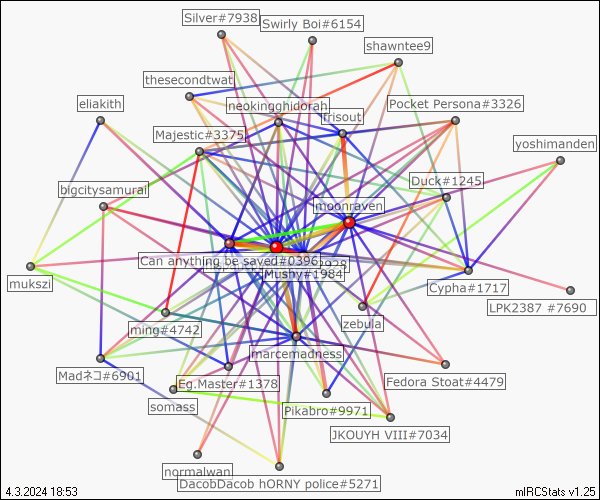 Silver#7938
Swirly Boi#6154
shawntee9
thesecondtwat
eliakith
neokingghidorah
Trisout
Pocket Persona#3326
Majestic#3375
yoshimanden
Duck#1245
bigcitysamurai
moonraven
Can anything be saved#0396
Mushy#1984
mukszi
Cypha#1717
LPK2387 #7690
ming#4742
zebula
marcemadness
Madネコ#6901
Eg.Master#1378
Fedora Stoat#4479
somass
Pikabro#9971
JKOUYH VIII#7034
normalwan
DacobDacob hORNY police#5271
4.3.2024 18:53
mIRCStats v1.25